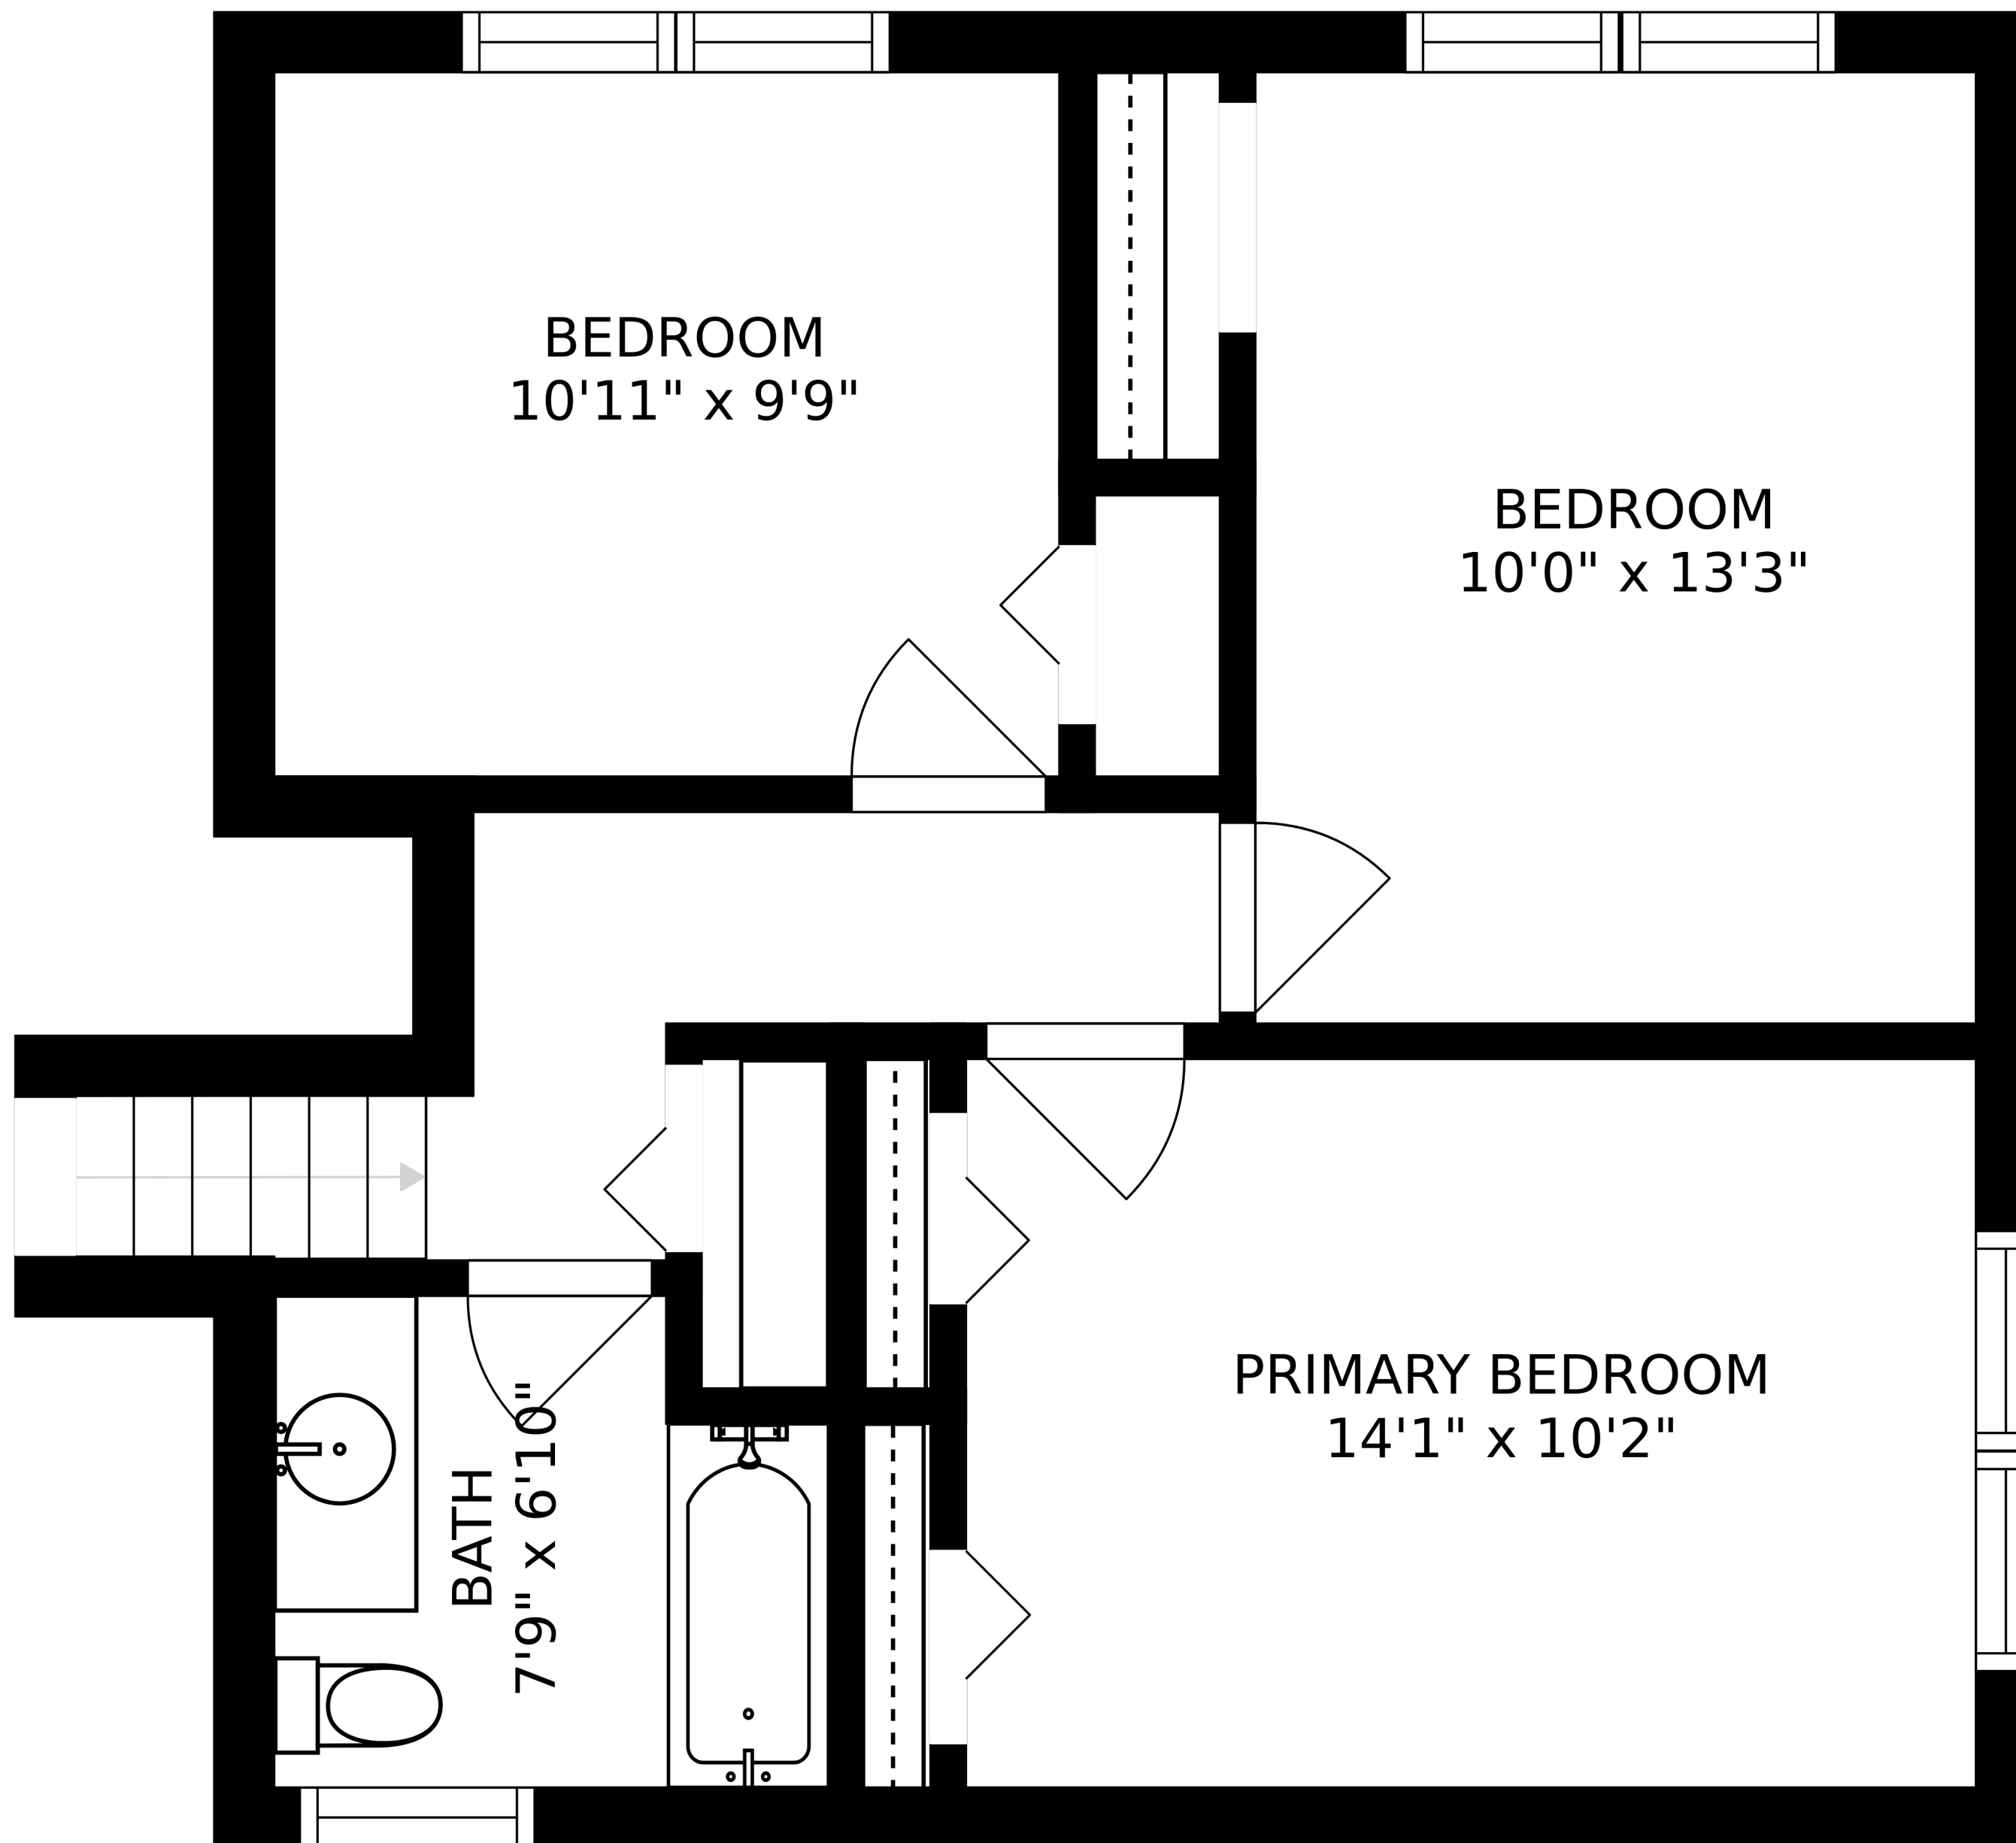 BEDROOM
10'11" x 9'9"
BEDROOM
10'0" x 13'3"
PRIMARY BEDROOM
14'1" x 10'2"
BATH
7'9" x 6'10"